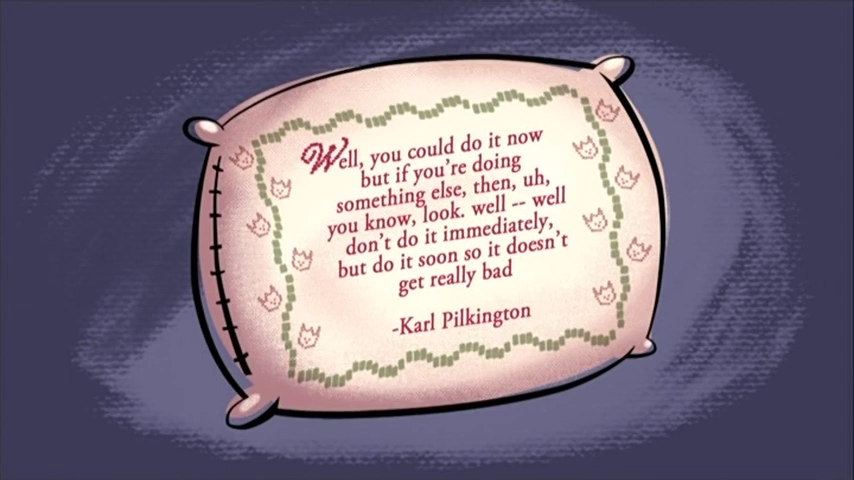 Well, you could do it now
but if you're doing
something else, then, uh,
you know, look. well -- well
don't do it immediately,
but do it soon so it doesn't
get really bad
-Karl Pilkington